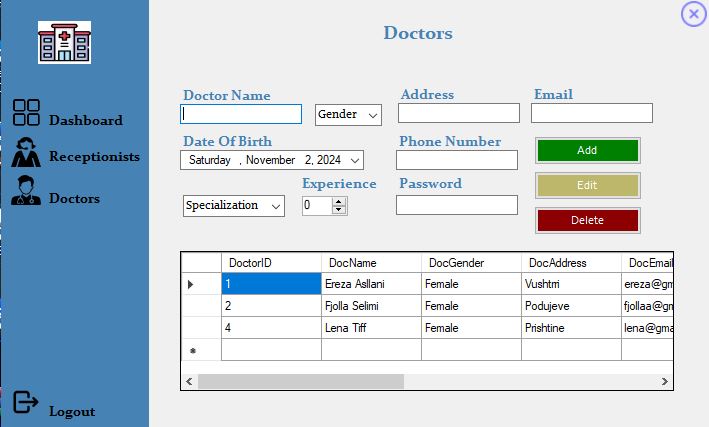 Doctors
Doctor Name
Gender
Address
Email
Dashboard
Receptionists
Doctors
Date Of Birth
Saturday , November 2, 2024
Phone Number
Add
Specialization
Experience
0
Password
Edit
Delete
DoctorID DocName DocGender DocAddress DocEmail
1 Ereza Asllani Female Vushtrri ereza@gm
2 Fjolla Selimi Female Podujeve fjollaa@gm
4 Lena Tiff Female Prishtine lena@gma
Logout